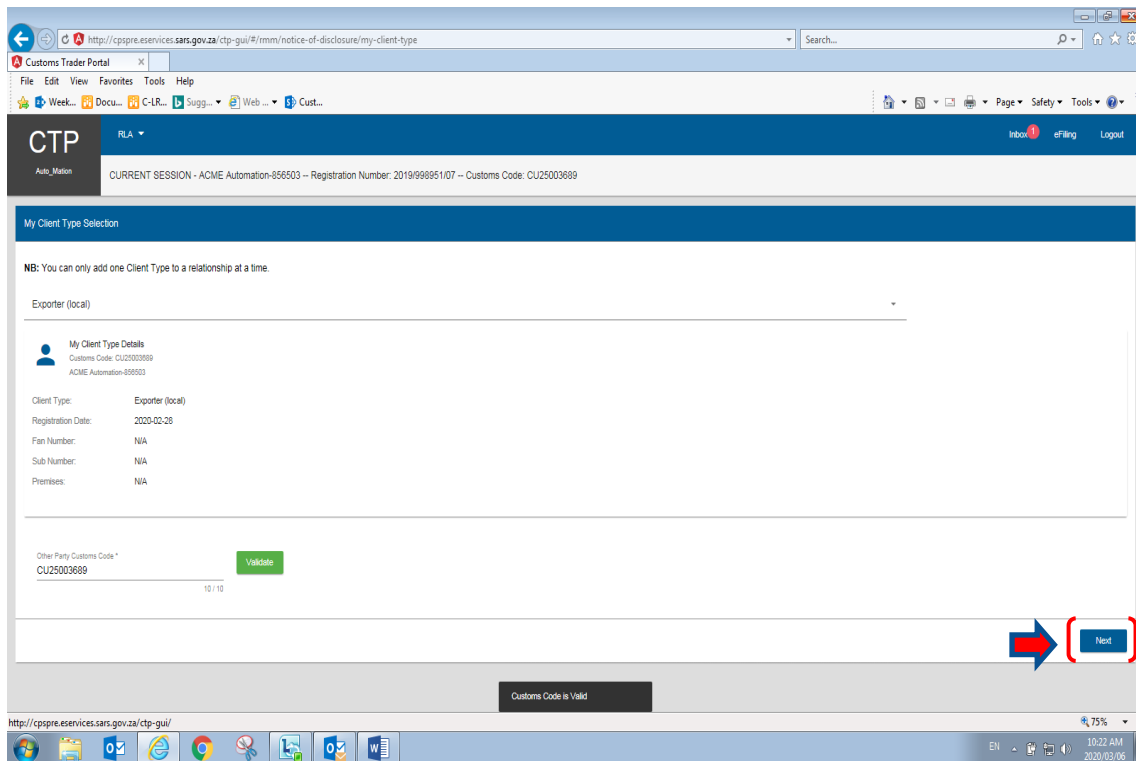 http://cpspre.eservices.sars.gov.za/ctp-gui/#/rmm/notice-of-disclosure/my-client-type
Search...
Customs Trader Portal
File Edit View Favorites Tools Help
Week... Docu... C-LR... Sugg... Web ... Cust... Page Safety Tools
CTP
Auto_Mation
RLA
Inbox 1 eFiling Logout
CURRENT SESSION - ACME Automation-856503 -- Registration Number: 2019/998951/07 -- Customs Code: CU25003689
My Client Type Selection
NB: You can only add one Client Type to a relationship at a time.
Exporter (local)
My Client Type Details
Customs Code: CU25003689
ACME Automation-856503
Client Type: Exporter (local)
Registration Date: 2020-02-28
Fan Number: N/A
Sub Number: N/A
Premises: N/A
Other Party Customs Code *
CU25003689
Validate
10 / 10
Next
Customs Code is Valid
http://cpspre.eservices.sars.gov.za/ctp-gui/
75%
EN
10:22 AM
2020/03/06